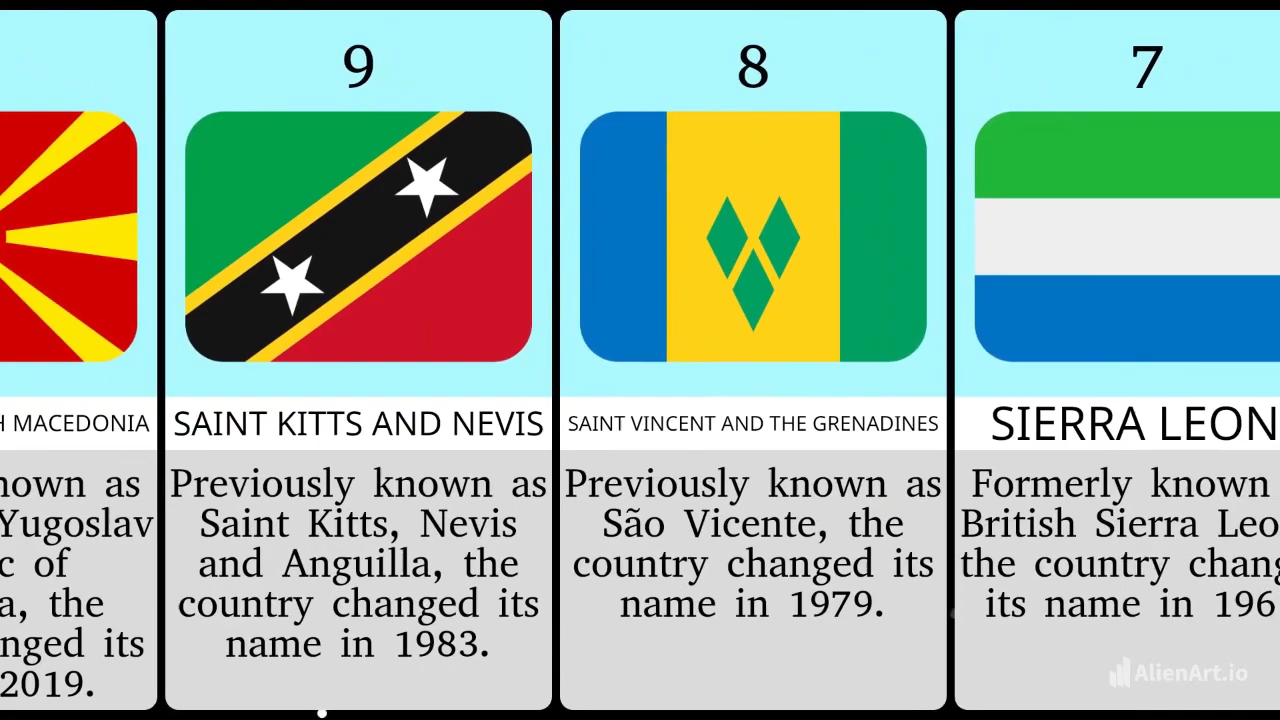 9
8
7
H MACEDONIA
SAINT KITTS AND NEVIS
SAINT VINCENT AND THE GRENADINES
SIERRA LEON
nown as
Yugoslav
c of
a, the
nged its
2019.
Previously known as
Saint Kitts, Nevis
and Anguilla, the
country changed its
name in 1983.
Previously known as
São Vicente, the
country changed its
name in 1979.
Formerly known
British Sierra Leo
the country chang
its name in 196
AlienArt.io